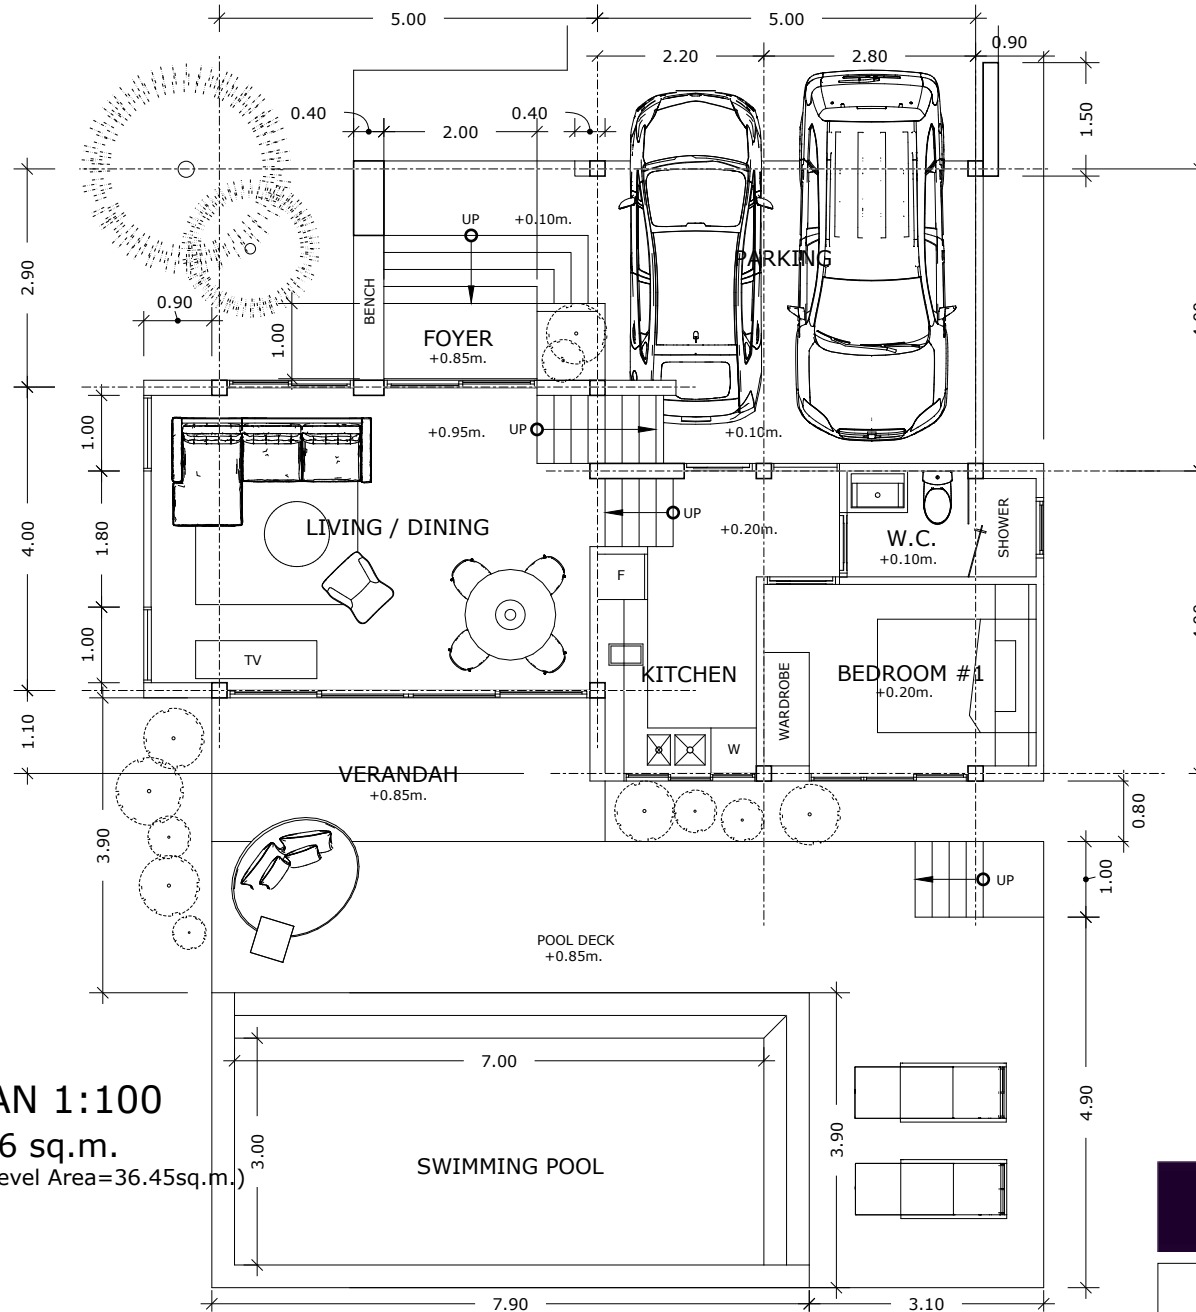 5.00
5.00
2.20
2.80
0.90
0.40
2.00
0.40
1.50
UP
+0.10m.
PARKING
2.90
BENCH
0.90
1.00
FOYER
+0.85m.
1.00
+0.95m.
UP
+0.10m.
LIVING / DINING
UP
+0.20m.
W.C.
+0.10m.
SHOWER
4.00
1.80
F
1.00
TV
KITCHEN
WARDROBE
BEDROOM #1
+0.20m.
1.10
W
VERANDAH
+0.85m.
0.80
3.90
UP
1.00
POOL DECK
+0.85m.
7.00
AN 1:100
6 sq.m.
evel Area=36.45sq.m.)
3.00
SWIMMING POOL
3.90
4.90
7.90
3.10